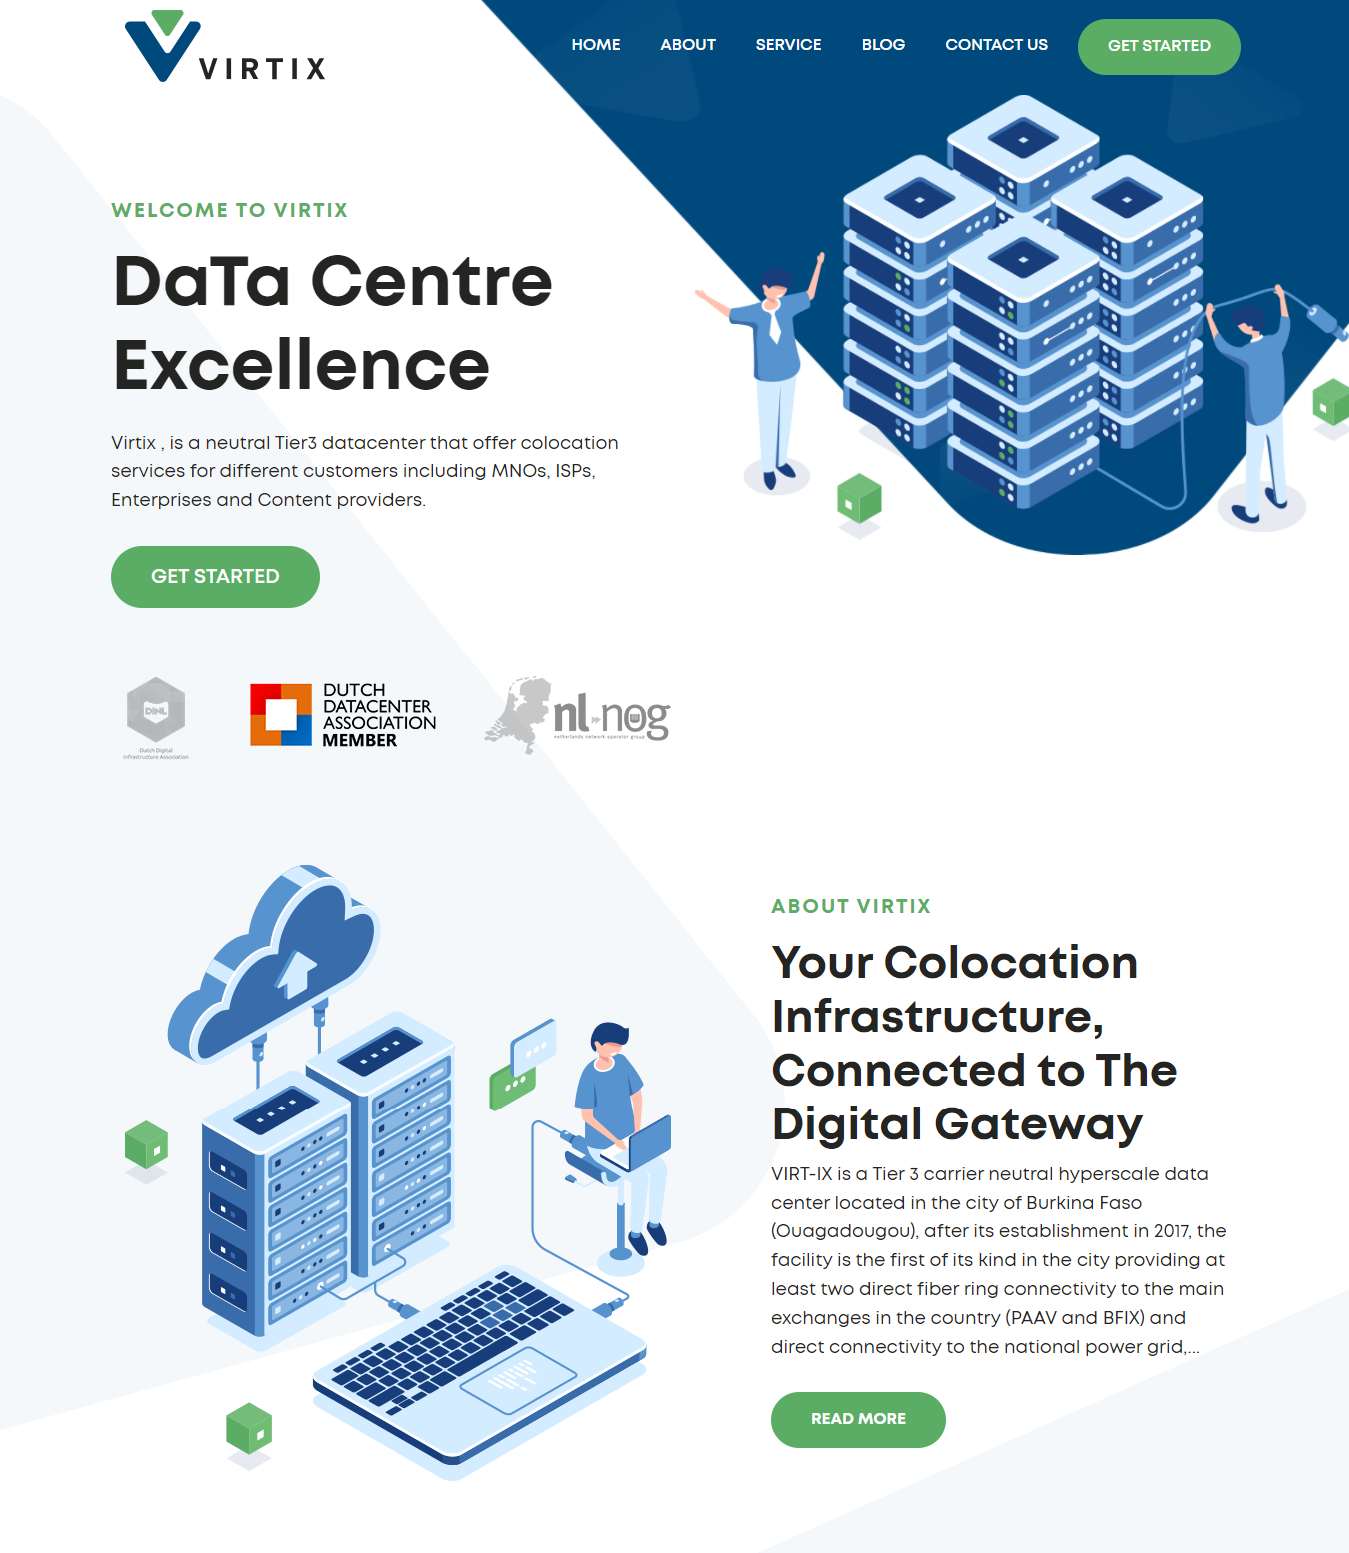 VIRTIX
HOME
ABOUT
SERVICE
BLOG
CONTACT US
GET STARTED
WELCOME TO VIRTIX
DaTa Centre
Excellence
Virtix , is a neutral Tier3 datacenter that offer colocation
services for different customers including MNOs, ISPs,
Enterprises and Content providers.
GET STARTED
DINL
Dutch Digital
Infrastructure Association
DUTCH
DATACENTER
ASSOCIATION
MEMBER
nl nog
netherlands network operator group
ABOUT VIRTIX
Your Colocation
Infrastructure,
Connected to The
Digital Gateway
VIRT-IX is a Tier 3 carrier neutral hyperscale data
center located in the city of Burkina Faso
(Ouagadougou), after its establishment in 2017, the
facility is the first of its kind in the city providing at
least two direct fiber ring connectivity to the main
exchanges in the country (PAAV and BFIX) and
direct connectivity to the national power grid,...
READ MORE